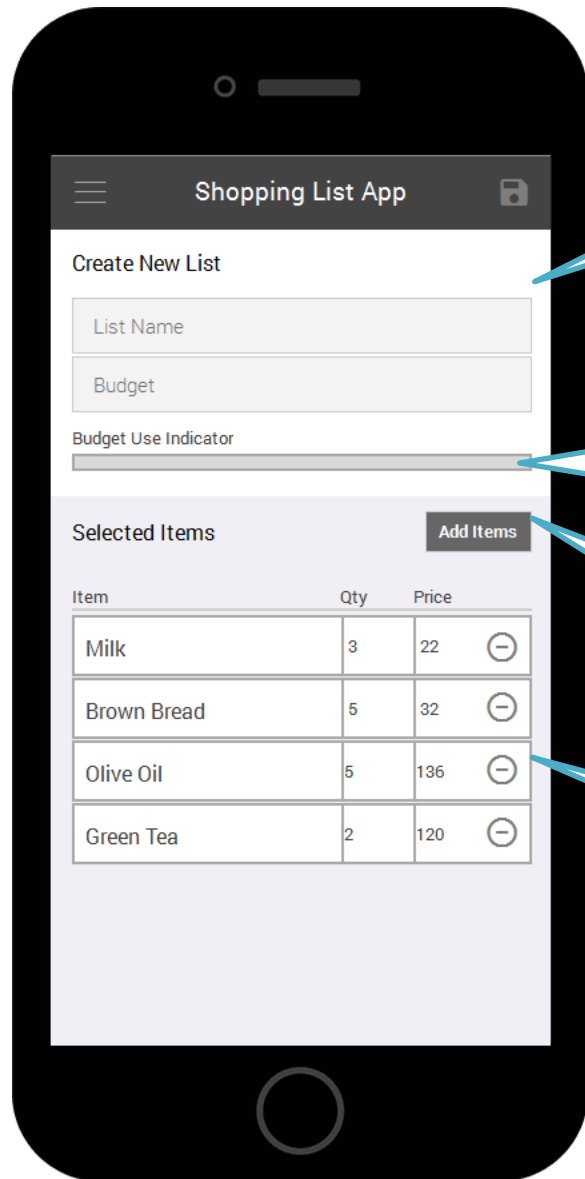 Shopping List App
Create New List
List Name
Budget
Budget Use Indicator
Selected Items Add Items
Item Qty Price
Milk 3 22
Brown Bread 5 32
Olive Oil 5 136
Green Tea 2 120